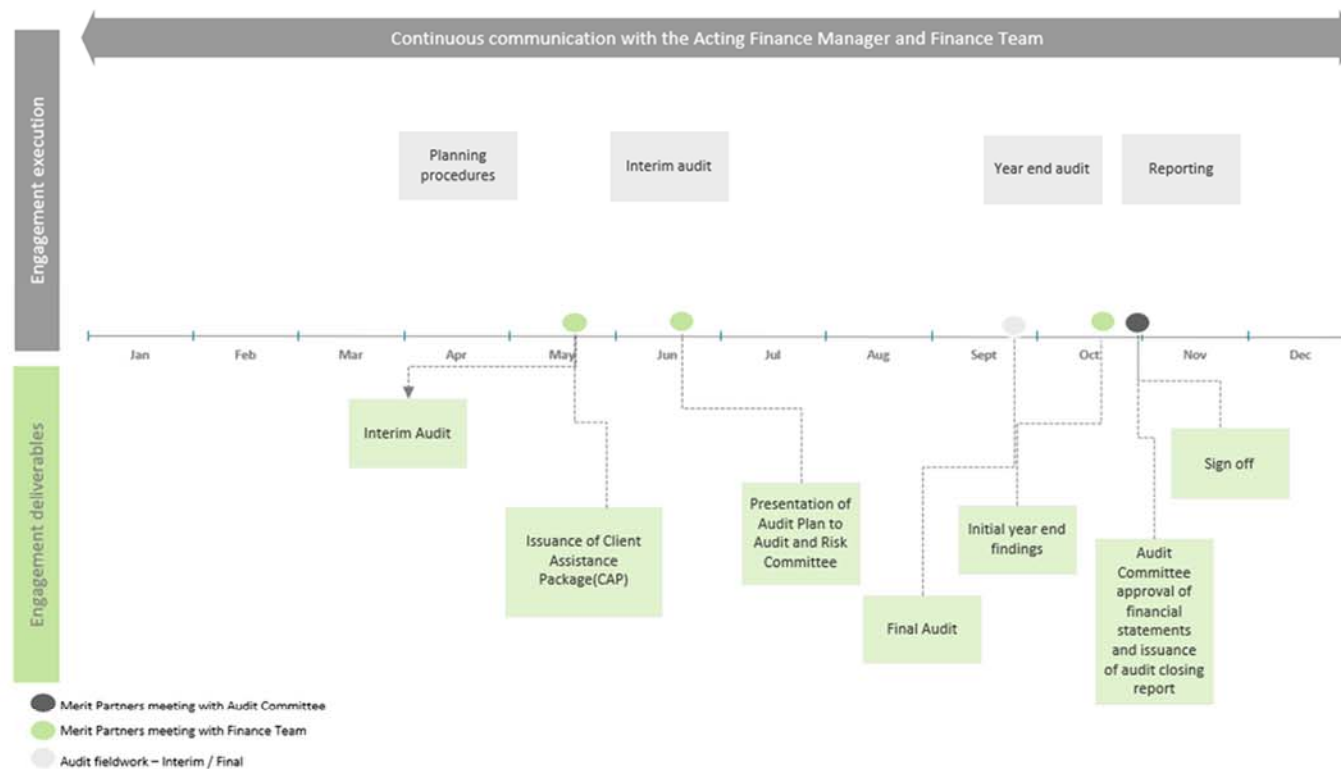 Continuous communication with the Acting Finance Manager and Finance Team
Engagement execution
Planning
procedures
Interim audit
Year end audit
Reporting
Jan
Feb
Mar
Apr
May
Jun
Jul
Aug
Sept
Oct
Nov
Dec
Engagement deliverables
Interim Audit
Issuance of Client
Assistance
Package(CAP)
Presentation of
Audit Plan to
Audit and Risk
Committee
Final Audit
Initial year end
findings
Audit
Committee
approval of
financial
statements
and issuance
of audit closing
report
Sign off
Merit Partners meeting with Audit Committee
Merit Partners meeting with Finance Team
Audit fieldwork – Interim / Final